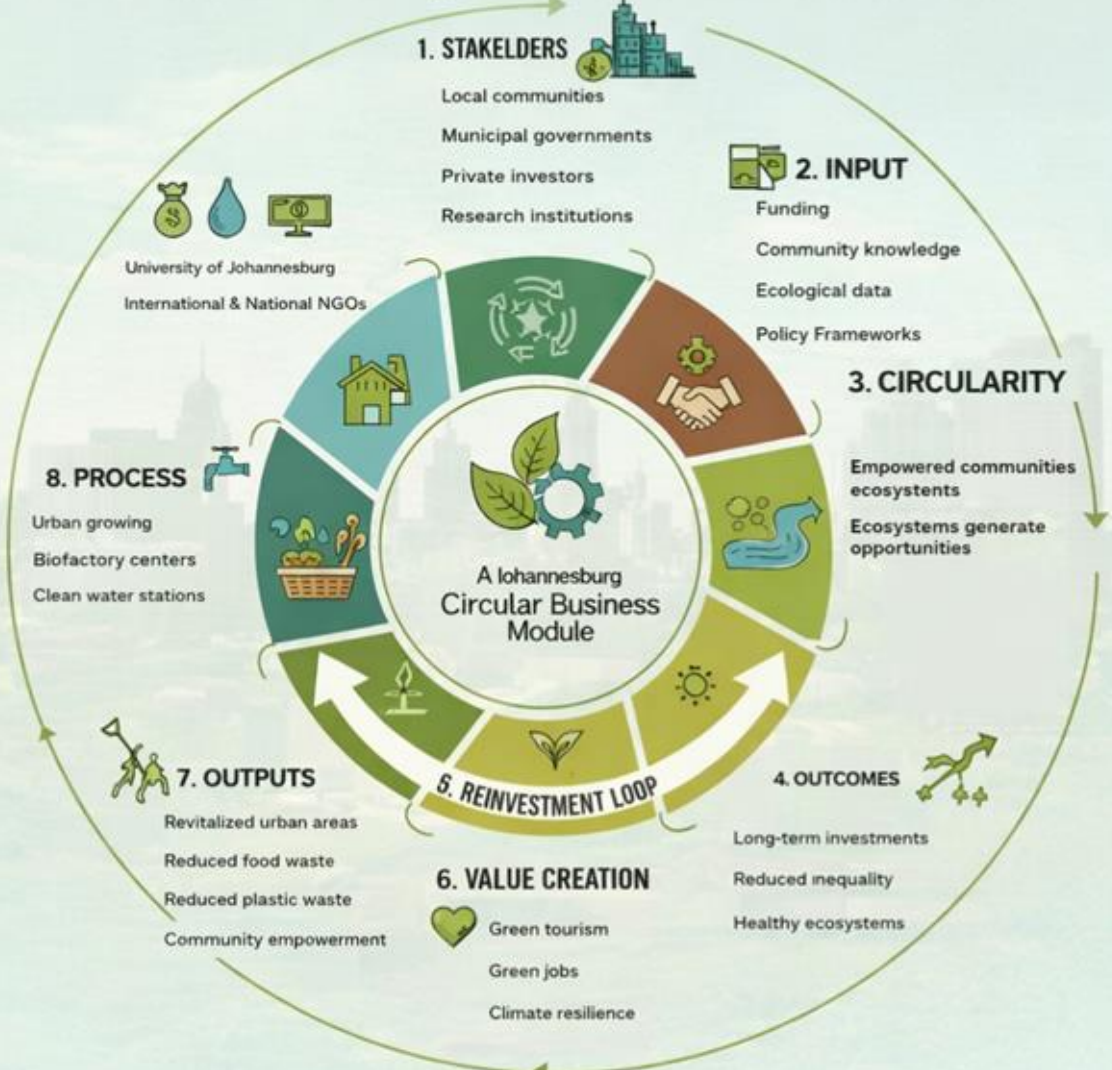 1. STAKELDERS
Local communities
Municipal governments
Private investors
Research institutions
2. INPUT
Funding
Community knowledge
Ecological data
Policy Frameworks
3. CIRCULARITY
Empowered communities
ecosystents
Ecosystems generate
opportunities
4. OUTCOMES
Long-term investments
Reduced inequality
Healthy ecosystems
5. REINVESTMENT LOOP
6. VALUE CREATION
Green tourism
Green jobs
Climate resilience
7. OUTPUTS
Revitalized urban areas
Reduced food waste
Reduced plastic waste
Community empowerment
8. PROCESS
Urban growing
Biofactory centers
Clean water stations
University of Johannesburg
International & National NGOs
A Iohannesburg
Circular Business
Module